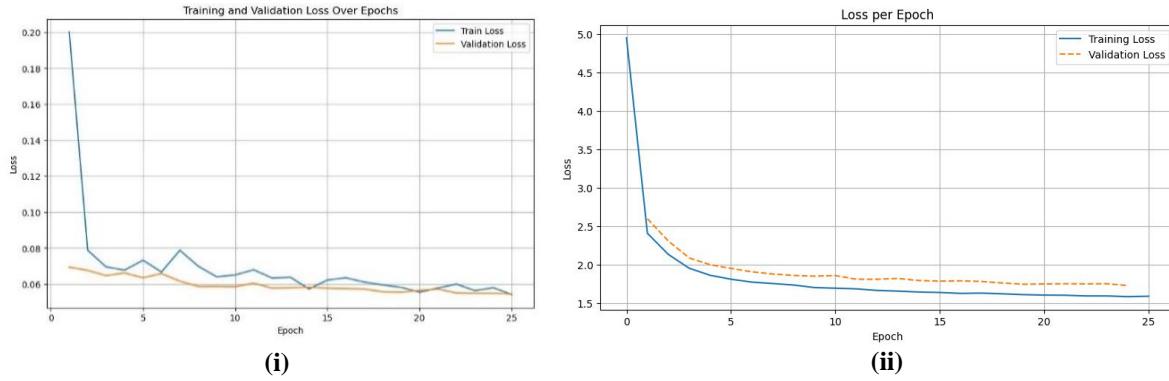 Training and Validation Loss Over Epochs
Train Loss
Validation Loss
0.20
0.18
0.16
0.14
0.12
0.10
0.08
0.06
Loss
0 5 10 15 20 25
Epoch
(i)
Loss per Epoch
Training Loss
Validation Loss
5.0
4.5
4.0
3.5
3.0
2.5
2.0
1.5
Loss
0 5 10 15 20 25
Epoch
(ii)